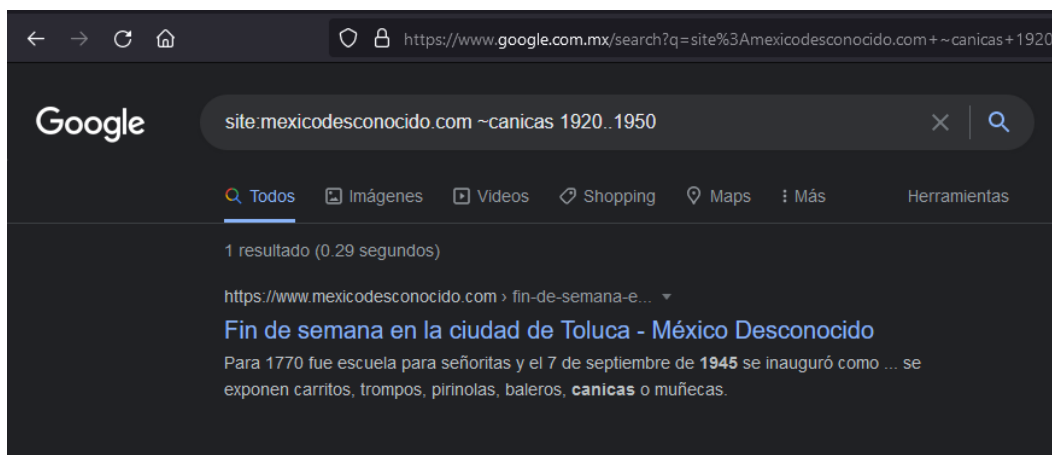 https://www.google.com.mx/search?q=site%3Amexicodesconocido.com+~canicas+1920
Google
site:mexicodesconocido.com ~canicas 1920..1950
Todos Imágenes Videos Shopping Maps Más Herramientas
1 resultado (0.29 segundos)
https://www.mexicodesconocido.com › fin-de-semana-e...
Fin de semana en la ciudad de Toluca - México Desconocido
Para 1770 fue escuela para señoritas y el 7 de septiembre de 1945 se inauguró como ... se
exponen carritos, trompos, pirinolas, baleros, canicas o muñecas.